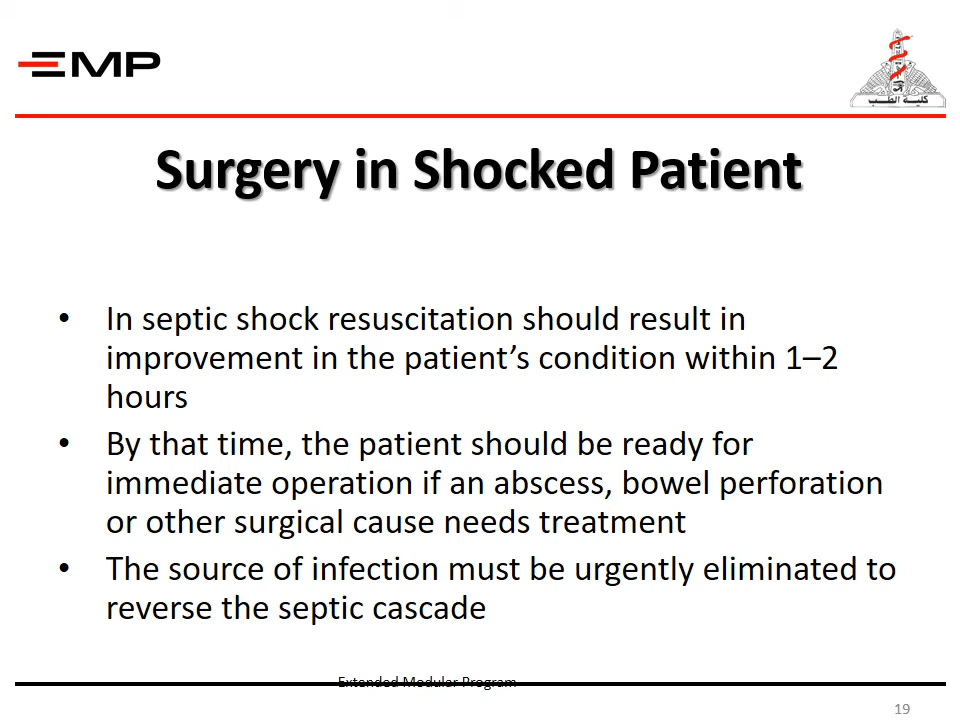 EMP
كلية الطب
Surgery in Shocked Patient
• In septic shock resuscitation should result in
improvement in the patient’s condition within 1–2
hours
• By that time, the patient should be ready for
immediate operation if an abscess, bowel perforation
or other surgical cause needs treatment
• The source of infection must be urgently eliminated to
reverse the septic cascade
Extended Modular Program
19